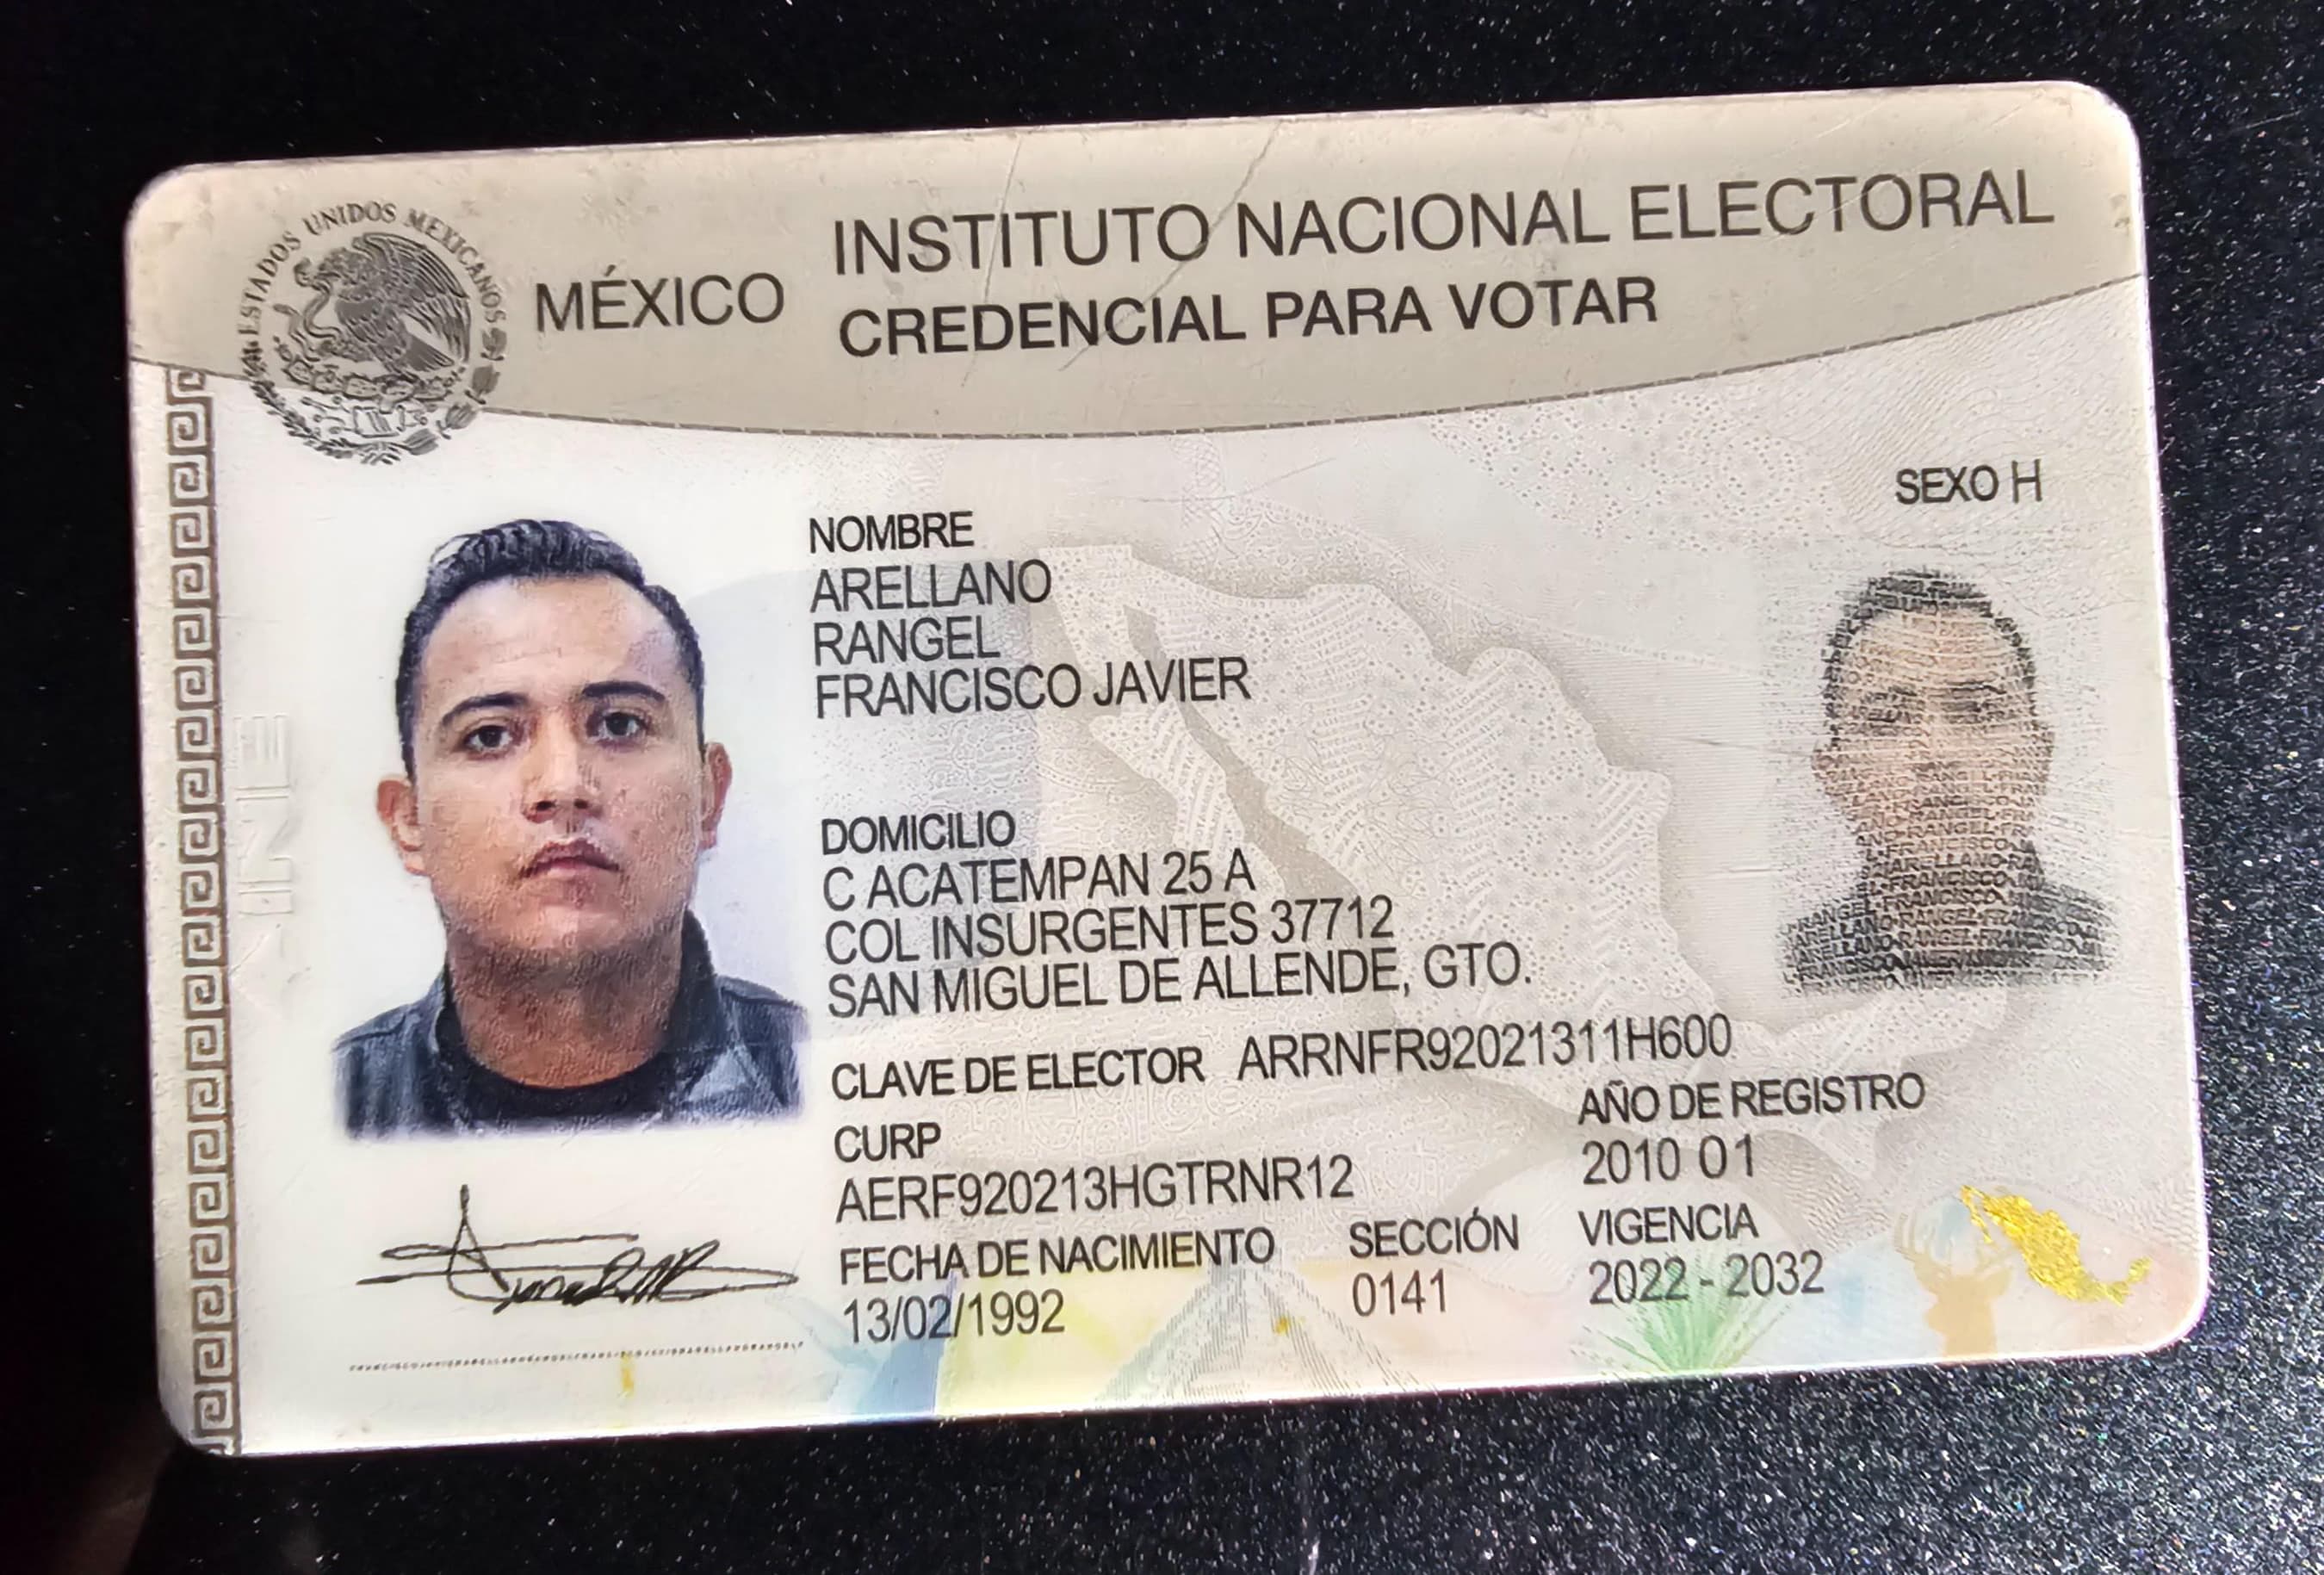 ESTADOS UNIDOS MEXICANOS
MÉXICO
INSTITUTO NACIONAL ELECTORAL
CREDENCIAL PARA VOTAR
SEXO H
NOMBRE
ARELLANO
RANGEL
FRANCISCO JAVIER
DOMICILIO
C ACATEMPAN 25 A
COL INSURGENTES 37712
SAN MIGUEL DE ALLENDE, GTO.
CLAVE DE ELECTOR ARRNFR92021311H600
CURP
AERF920213HGTRNR12
AÑO DE REGISTRO
2010 01
FECHA DE NACIMIENTO
13/02/1992
SECCIÓN
0141
VIGENCIA
2022 - 2032
INE